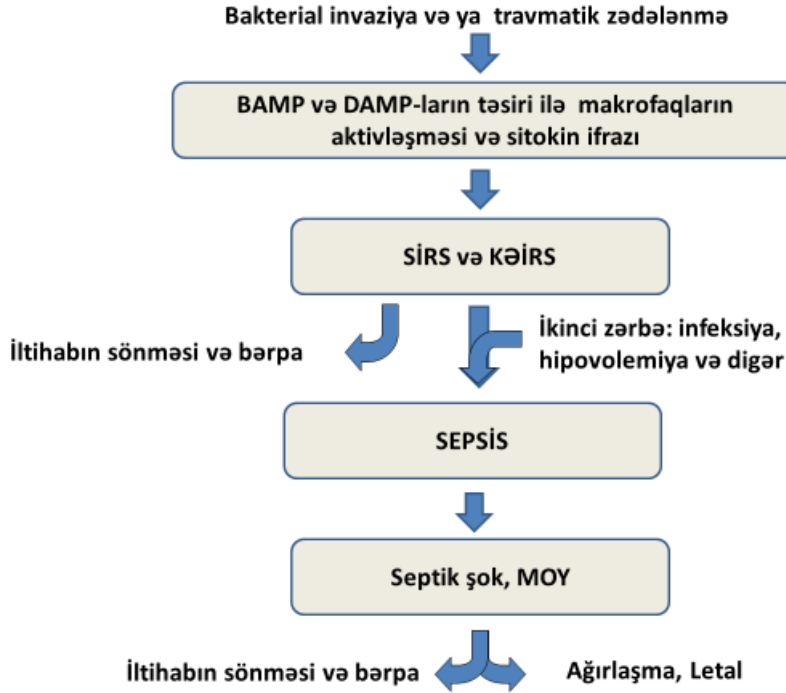 Bakterial invaziya və ya travmatik zədələnmə
BAMP və DAMP-ların təsiri ilə makrofaqların
aktivləşməsi və sitokin ifrazı
SİRS və KƏİRS
İltihabın sönməsi və bərpa
İkinci zərbə: infeksiya,
hipovolemiya və digər
SEPSİS
Septik şok, MOY
İltihabın sönməsi və bərpa
Ağırlaşma, Letal